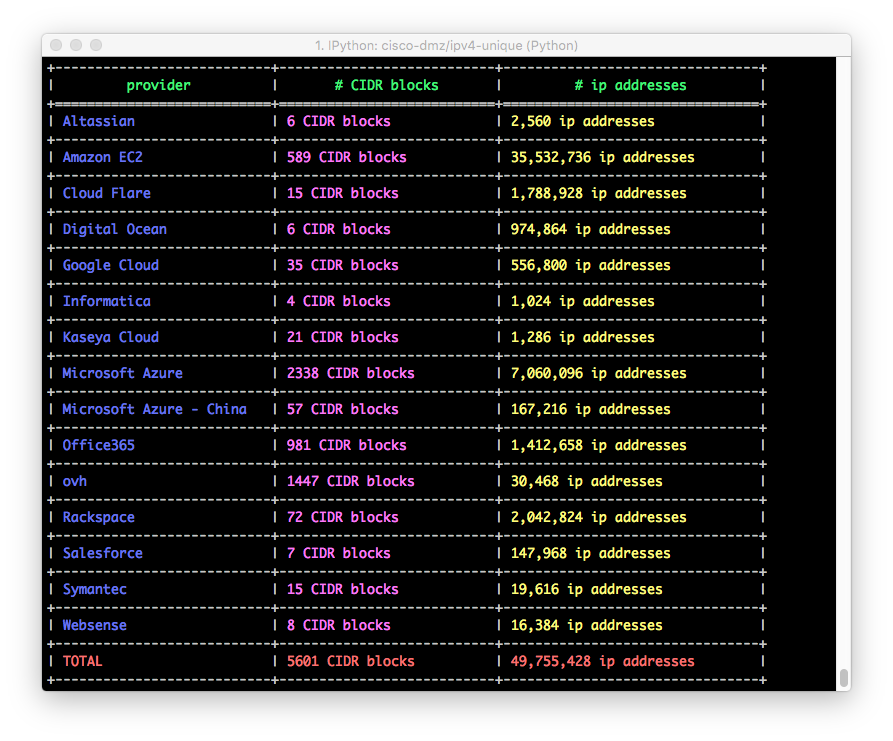 1. IPython: cisco-dmz/ipv4-unique (Python)
provider # CIDR blocks # ip addresses
Altassian 6 CIDR blocks 2,560 ip addresses
Amazon EC2 589 CIDR blocks 35,532,736 ip addresses
Cloud Flare 15 CIDR blocks 1,788,928 ip addresses
Digital Ocean 6 CIDR blocks 974,864 ip addresses
Google Cloud 35 CIDR blocks 556,800 ip addresses
Informatica 4 CIDR blocks 1,024 ip addresses
Kaseya Cloud 21 CIDR blocks 1,286 ip addresses
Microsoft Azure 2338 CIDR blocks 7,060,096 ip addresses
Microsoft Azure - China 57 CIDR blocks 167,216 ip addresses
Office365 981 CIDR blocks 1,412,658 ip addresses
ovh 1447 CIDR blocks 30,468 ip addresses
Rackspace 72 CIDR blocks 2,042,824 ip addresses
Salesforce 7 CIDR blocks 147,968 ip addresses
Symantec 15 CIDR blocks 19,616 ip addresses
Websense 8 CIDR blocks 16,384 ip addresses
TOTAL 5601 CIDR blocks 49,755,428 ip addresses